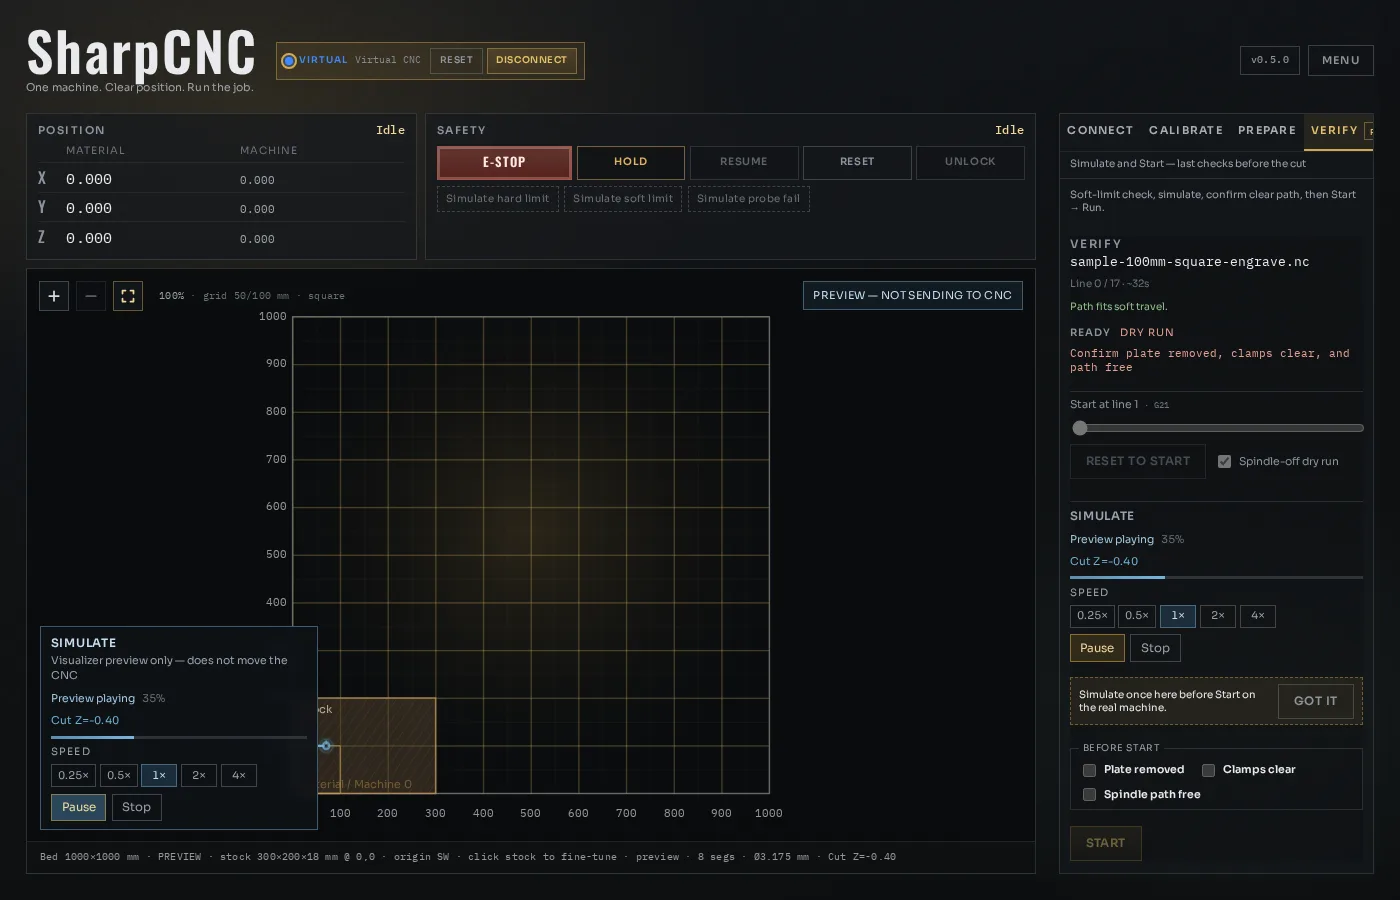 SharpCNC
One machine. Clear position. Run the job.
VIRTUAL Virtual CNC RESET DISCONNECT
v0.5.0 MENU
POSITION Idle
MATERIAL MACHINE
X 0.000 0.000
Y 0.000 0.000
Z 0.000 0.000
SAFETY Idle
E-STOP HOLD RESUME RESET UNLOCK
Simulate hard limit Simulate soft limit Simulate probe fail
+ − 100% · grid 50/100 mm · square
PREVIEW — NOT SENDING TO CNC
1000
900
800
700
600
500
400
SIMULATE
Visualizer preview only — does not move the
CNC
Preview playing 35%
Cut Z=-0.40
SPEED
0.25× 0.5× 1× 2× 4×
Pause Stop
ock
erial / Machine 0
100 200 300 400 500 600 700 800 900 1000
Bed 1000×1000 mm · PREVIEW · stock 300×200×18 mm @ 0,0 · origin SW · click stock to fine-tune · preview · 8 segs · Ø3.175 mm · Cut Z=-0.40
CONNECT CALIBRATE PREPARE VERIFY
Simulate and Start — last checks before the cut
Soft-limit check, simulate, confirm clear path, then Start
→ Run.
VERIFY
sample-100mm-square-engrave.nc
Line 0 / 17 · ~32s
Path fits soft travel.
READY DRY RUN
Confirm plate removed, clamps clear, and
path free
Start at line 1 · G21
RESET TO START Spindle-off dry run
SIMULATE
Preview playing 35%
Cut Z=-0.40
SPEED
0.25× 0.5× 1× 2× 4×
Pause Stop
Simulate once here before Start on
the real machine.
GOT IT
BEFORE START
Plate removed Clamps clear
Spindle path free
START